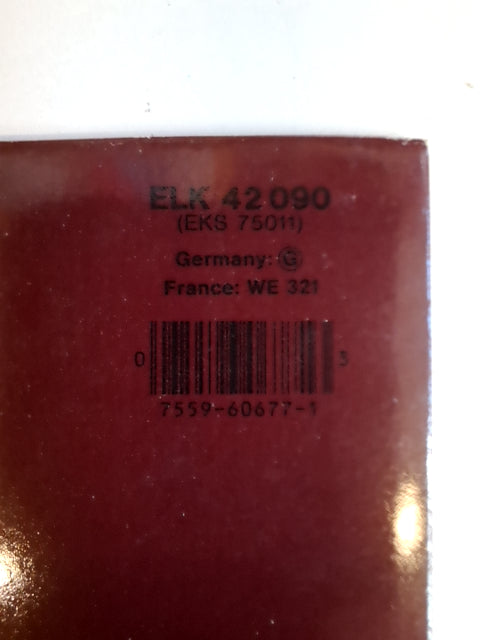 ELK 42 090
(EKS 75011)
Germany: Ⓖ
France: WE 321
0 3
7559-60677-1